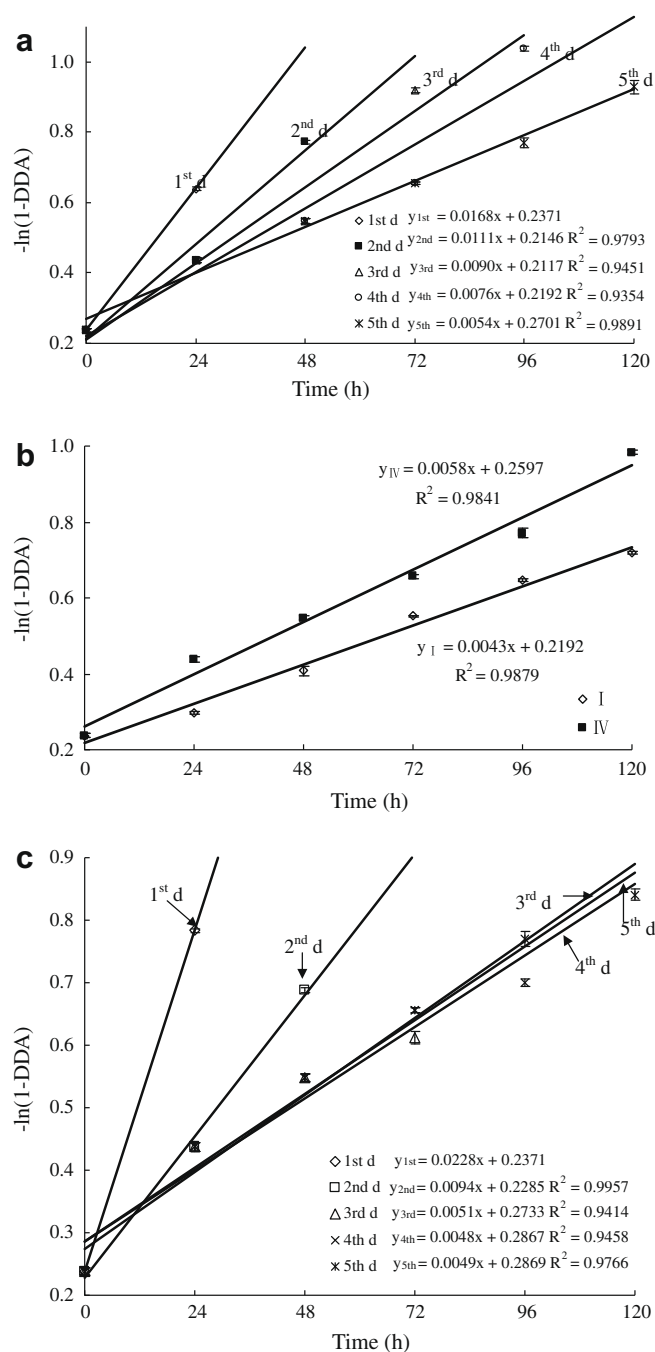 a
-ln(1-DDA)
1.0
0.8
0.6
0.4
0.2
1st d
2nd d
3rd d
4th d
5th d
1st d y1st = 0.0168x + 0.2371
2nd d y2nd = 0.0111x + 0.2146 R2 = 0.9793
3rd d y3rd = 0.0090x + 0.2117 R2 = 0.9451
4th d y4th = 0.0076x + 0.2192 R2 = 0.9354
5th d y5th = 0.0054x + 0.2701 R2 = 0.9891
0 24 48 72 96 120
Time (h)
b
-ln(1-DDA)
1.0
0.8
0.6
0.4
0.2
yIV = 0.0058x + 0.2597
R2 = 0.9841
yI = 0.0043x + 0.2192
R2 = 0.9879
I
IV
0 24 48 72 96 120
Time (h)
c
-ln(1-DDA)
0.9
0.8
0.7
0.6
0.5
0.4
0.3
0.2
1st d
2nd d
3rd d
5th d
4th d
1st d y1st= 0.0228x + 0.2371
2nd d y2nd= 0.0094x + 0.2285 R2 = 0.9957
3rd d y3rd= 0.0051x + 0.2733 R2 = 0.9414
4th d y4th= 0.0048x + 0.2867 R2 = 0.9458
5th d y5th= 0.0049x + 0.2869 R2 = 0.9766
0 24 48 72 96 120
Time (h)